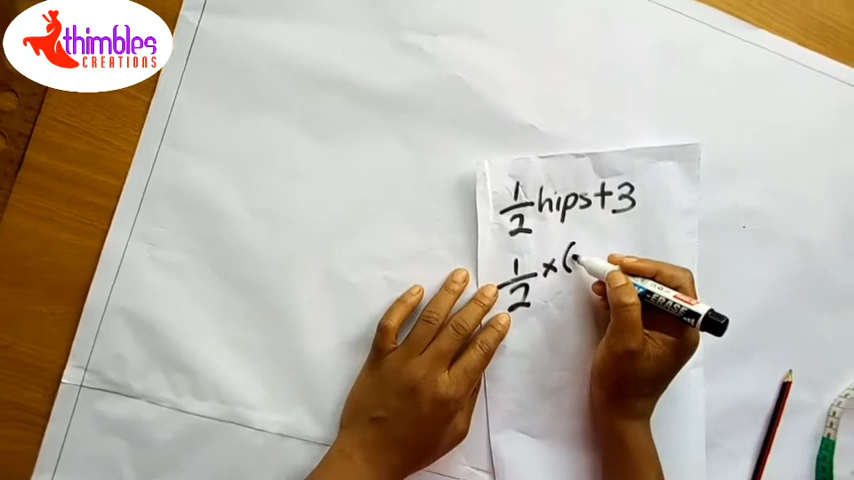 thimbles
CREATIONS
1/2 hips + 3
1/2 × (
ERASE